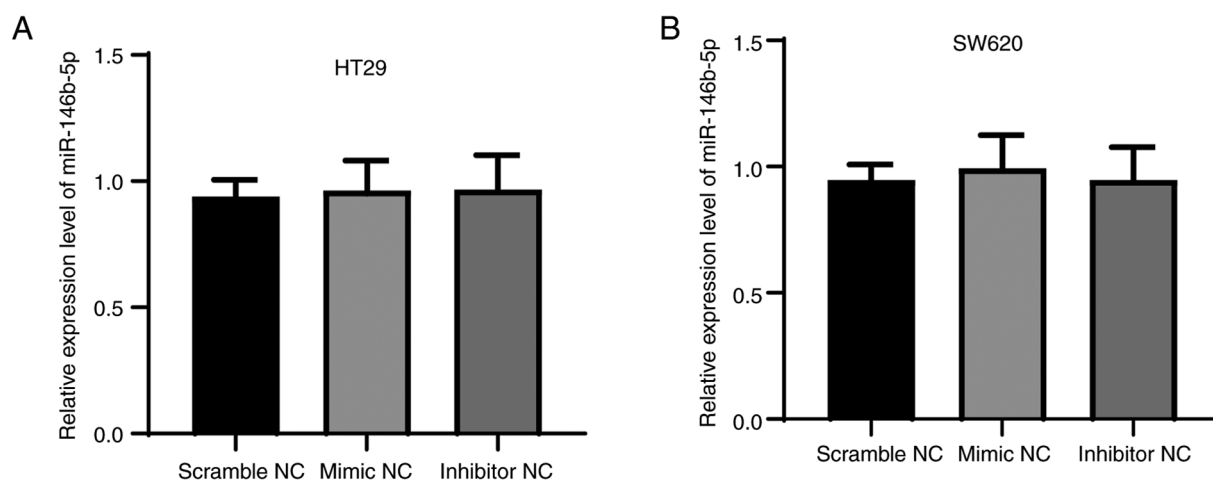 A
HT29
Relative expression level of miR-146b-5p
1.5
1.0
0.5
0.0
Scramble NC Mimic NC Inhibitor NC
B
SW620
Relative expression level of miR-146b-5p
1.5
1.0
0.5
0.0
Scramble NC Mimic NC Inhibitor NC